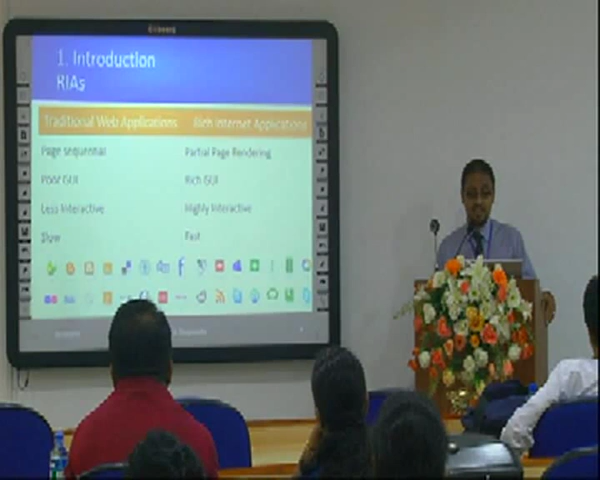 1. Introduction
RIAs
Traditional Web Applications Rich Internet Applications
Page sequential Partial Page Rendering
Poor GUI Rich GUI
Less Interactive Highly Interactive
Slow Fast